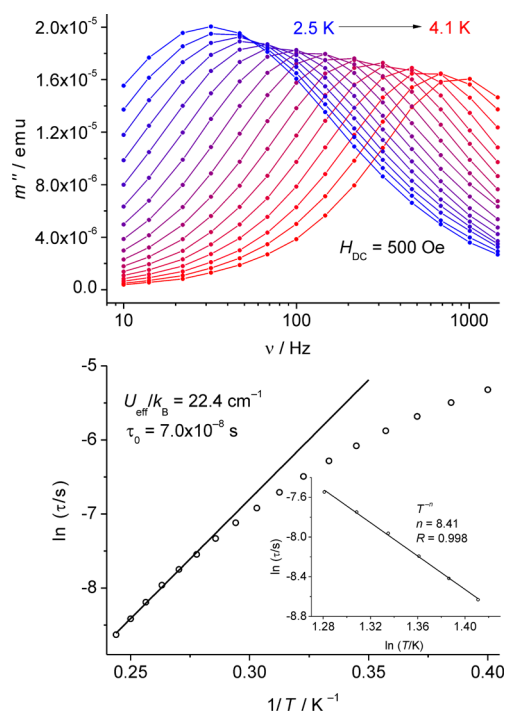 2.5 K → 4.1 K
2.0x10⁻⁵
1.6x10⁻⁵
1.2x10⁻⁵
8.0x10⁻⁶
4.0x10⁻⁶
0.0
m'' / emu
H_DC = 500 Oe
10 100 1000
ν / Hz
-5
-6
-7
-8
ln (τ/s)
U_eff/k_B = 22.4 cm⁻¹
τ₀ = 7.0x10⁻⁸ s
-7.6
-8.0
-8.4
-8.8
ln (τ/s)
T⁻ⁿ
n = 8.41
R = 0.998
1.28 1.32 1.36 1.40
ln (T/K)
0.25 0.30 0.35 0.40
1/T / K⁻¹